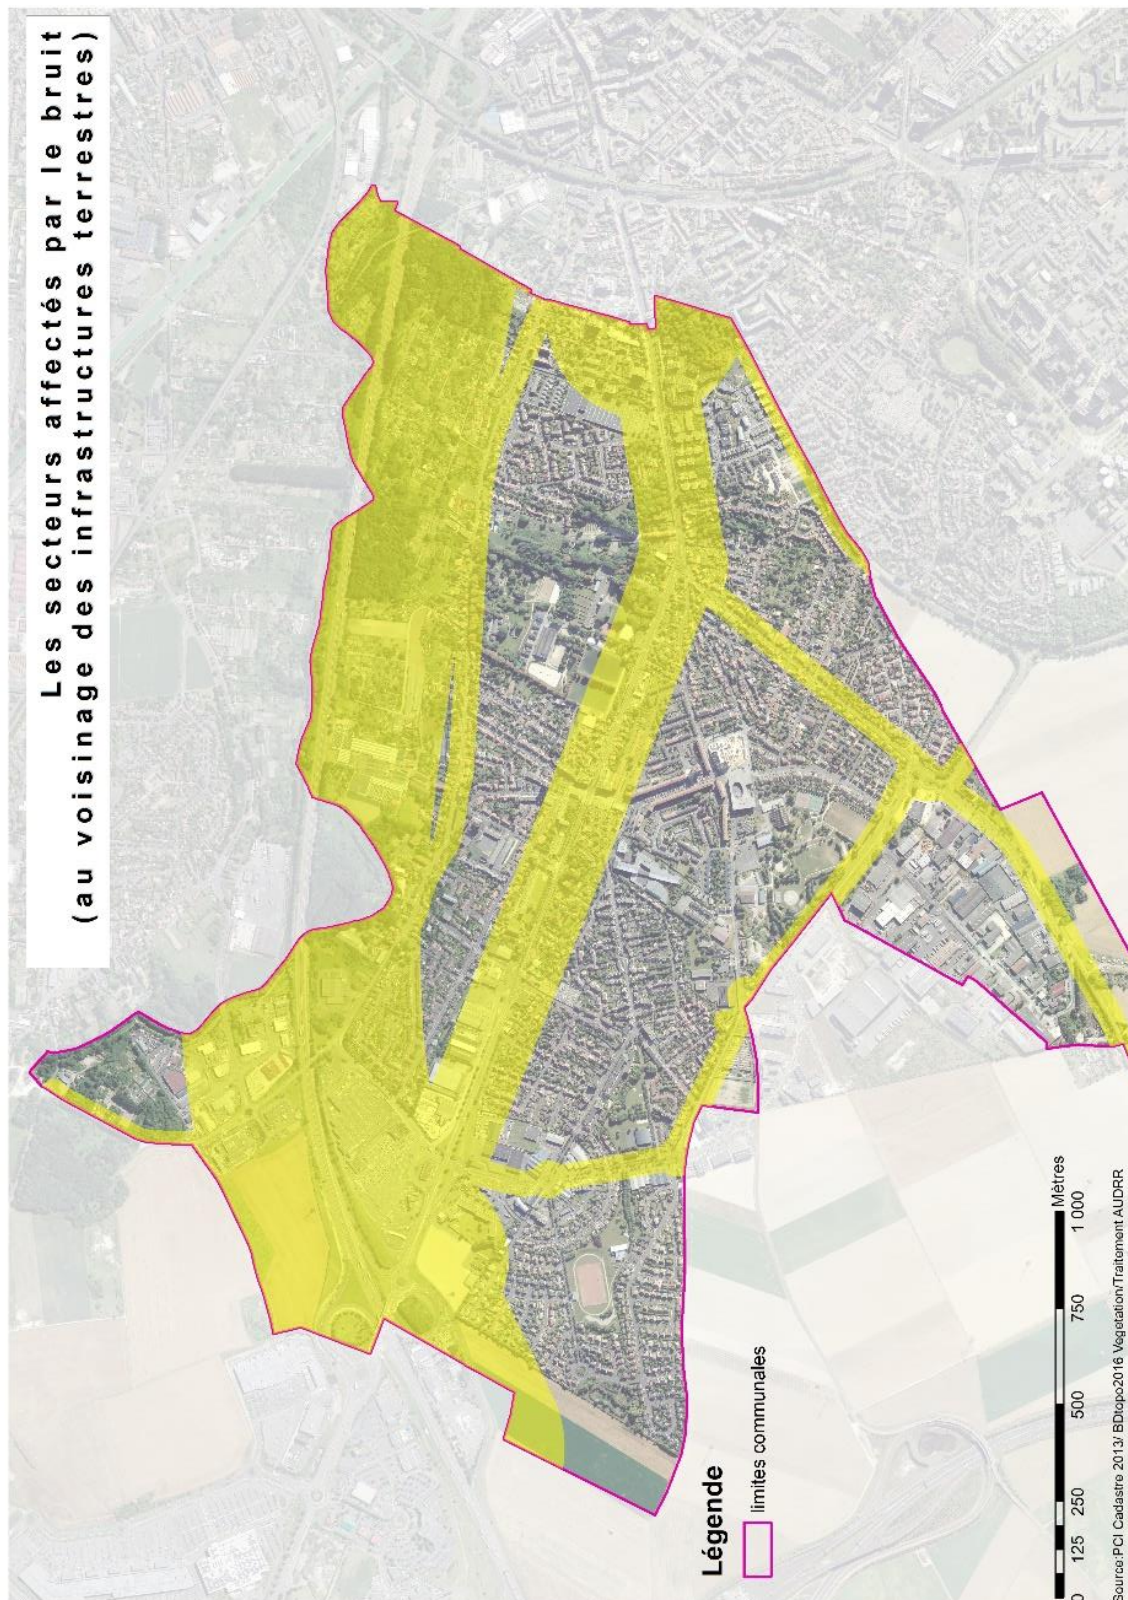 Les secteurs affectés par le bruit
(au voisinage des infrastructures terrestres)
Légende
limites communales
Mètres
0 125 250 500 750 1 000
Source:PCI Cadastre 2013/ BDtopo2016 Vegetation/Traitement AUDRR